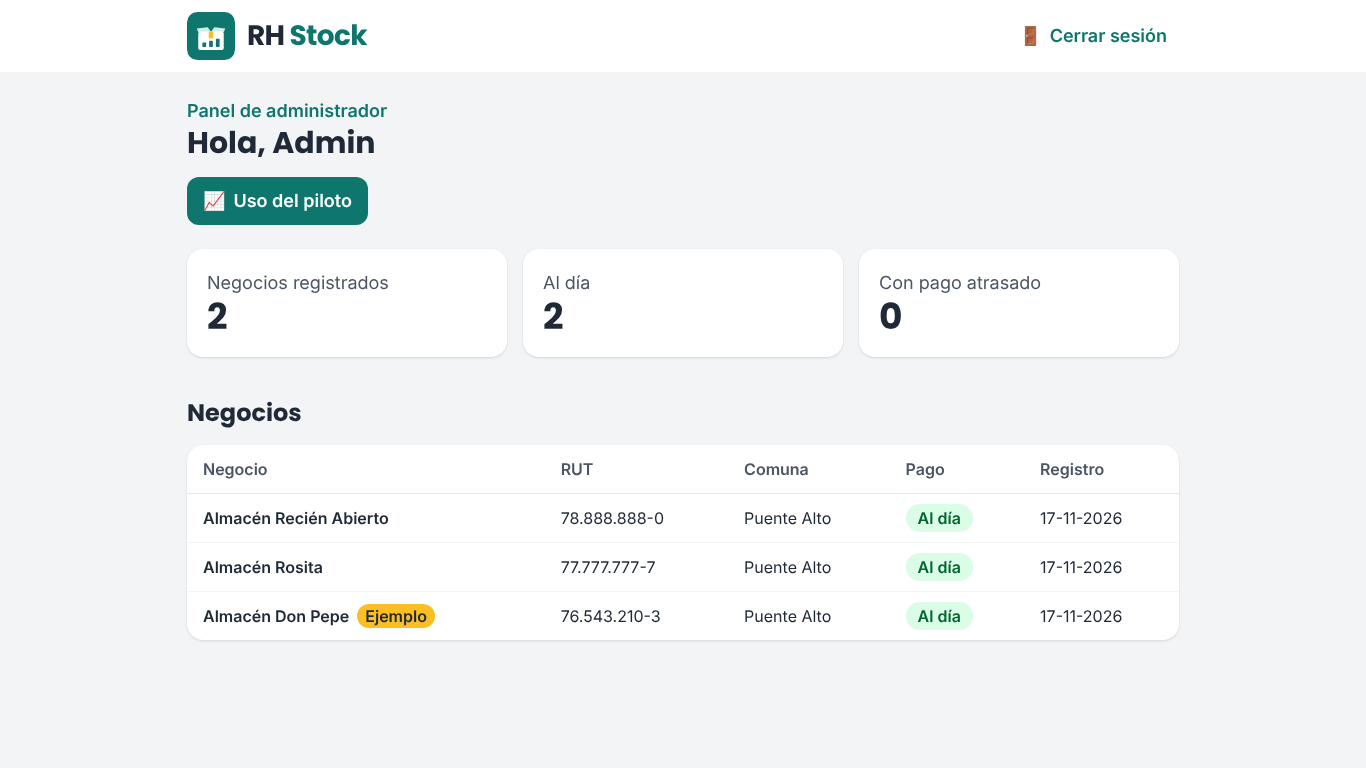 RH Stock
Cerrar sesión
Panel de administrador
Hola, Admin
Uso del piloto
Negocios registrados
2
Al día
2
Con pago atrasado
0
Negocios
Negocio RUT Comuna Pago Registro
Almacén Recién Abierto 78.888.888-0 Puente Alto Al día 17-11-2026
Almacén Rosita 77.777.777-7 Puente Alto Al día 17-11-2026
Almacén Don Pepe Ejemplo 76.543.210-3 Puente Alto Al día 17-11-2026